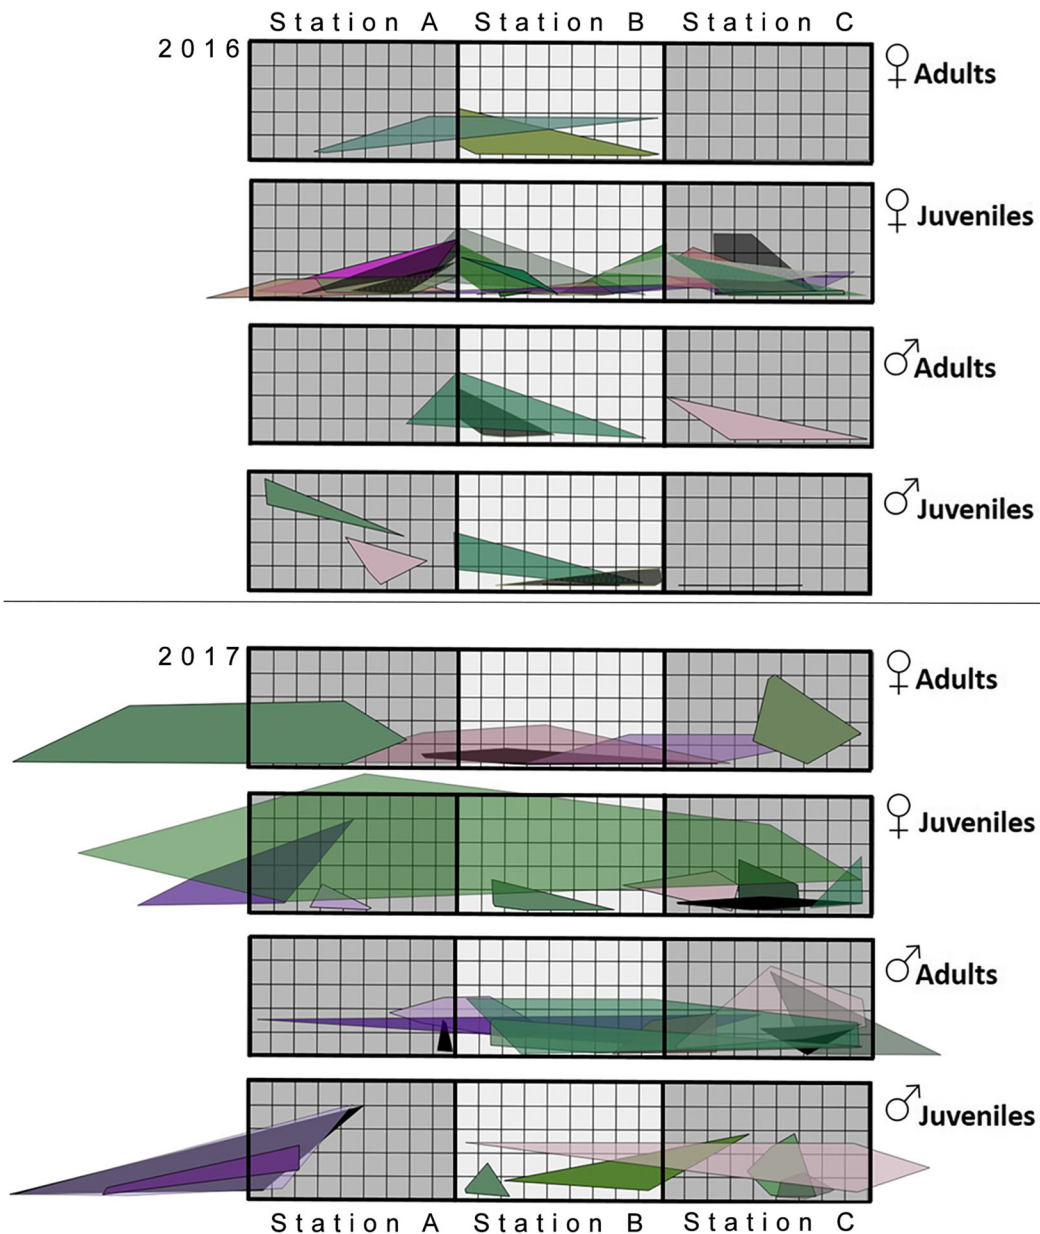 Station A Station B Station C
2016
♀ Adults
♀ Juveniles
♂ Adults
♂ Juveniles
2017
♀ Adults
♀ Juveniles
♂ Adults
♂ Juveniles
Station A Station B Station C